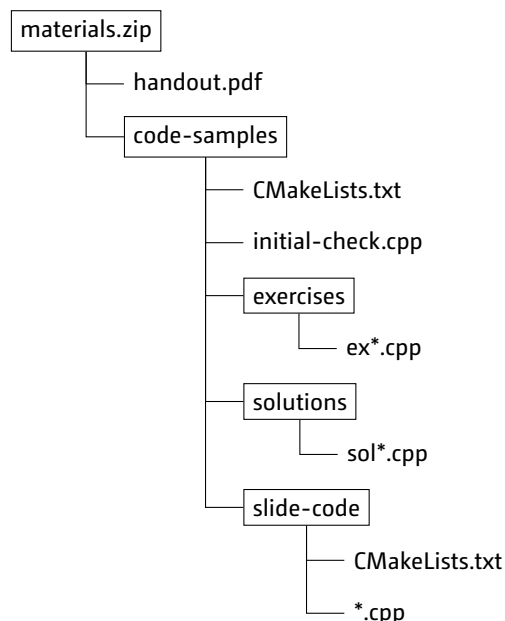 materials.zip
handout.pdf
code-samples
CMakeLists.txt
initial-check.cpp
exercises
ex*.cpp
solutions
sol*.cpp
slide-code
CMakeLists.txt
*.cpp